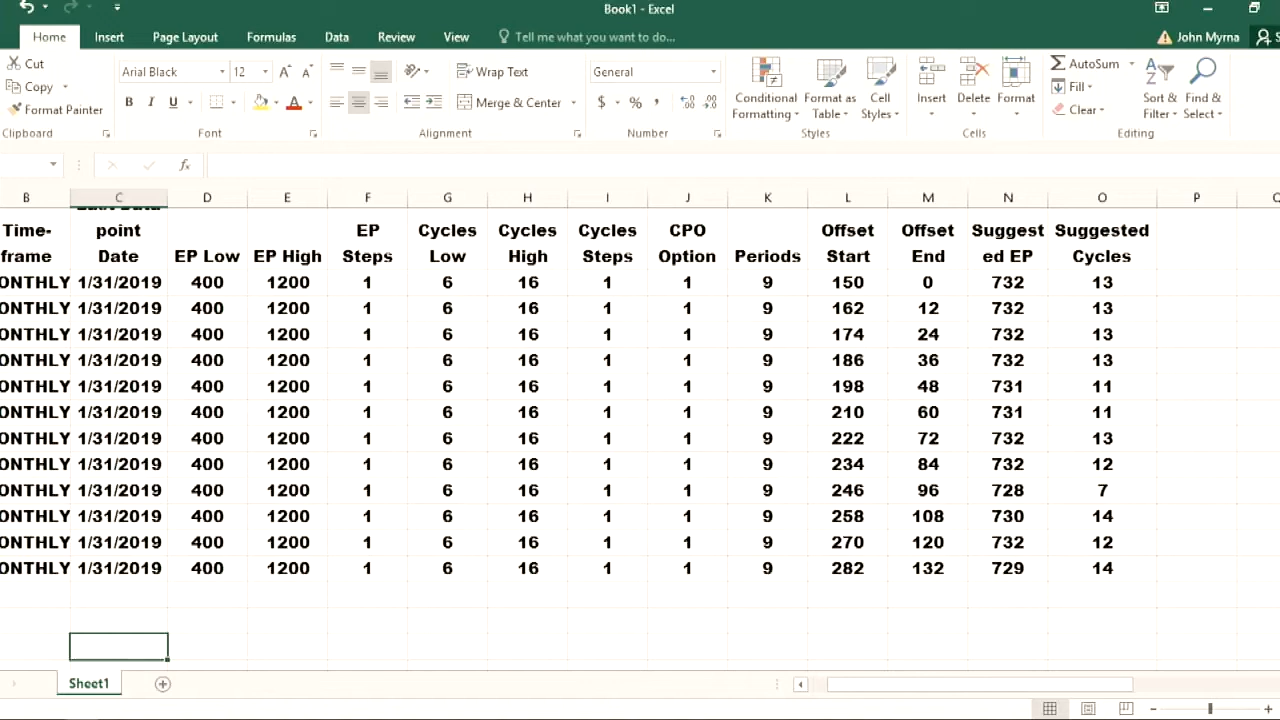 Book1 - Excel
Home Insert Page Layout Formulas Data Review View Tell me what you want to do... John Myrna
Cut
Copy
Format Painter
Clipboard
Arial Black 12
B I U
Font
Wrap Text
Merge & Center
Alignment
General
$ % ,
Number
Conditional Formatting
Format as Table
Cell Styles
Styles
Insert
Delete
Format
Cells
AutoSum
Fill
Clear
Sort & Filter
Find & Select
Editing
fx
B C D E F G H I J K L M N O P Q
point EP Cycles Cycles Cycles CPO Offset Offset Suggest Suggested
Time-
frame Date EP Low EP High Steps Low High Steps Option Periods Start End ed EP Cycles
ONTHLY 1/31/2019 400 1200 1 6 16 1 1 9 150 0 732 13
ONTHLY 1/31/2019 400 1200 1 6 16 1 1 9 162 12 732 13
ONTHLY 1/31/2019 400 1200 1 6 16 1 1 9 174 24 732 13
ONTHLY 1/31/2019 400 1200 1 6 16 1 1 9 186 36 732 13
ONTHLY 1/31/2019 400 1200 1 6 16 1 1 9 198 48 731 11
ONTHLY 1/31/2019 400 1200 1 6 16 1 1 9 210 60 731 11
ONTHLY 1/31/2019 400 1200 1 6 16 1 1 9 222 72 732 13
ONTHLY 1/31/2019 400 1200 1 6 16 1 1 9 234 84 732 12
ONTHLY 1/31/2019 400 1200 1 6 16 1 1 9 246 96 728 7
ONTHLY 1/31/2019 400 1200 1 6 16 1 1 9 258 108 730 14
ONTHLY 1/31/2019 400 1200 1 6 16 1 1 9 270 120 732 12
ONTHLY 1/31/2019 400 1200 1 6 16 1 1 9 282 132 729 14
Sheet1